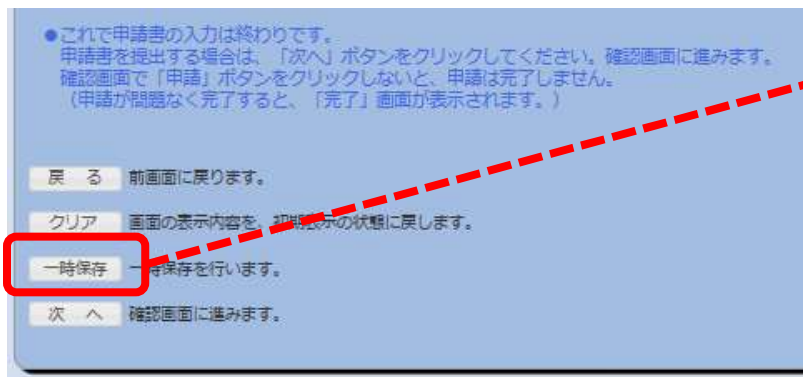 ●これで申請書の入力は終わりです。
申請書を提出する場合は、「次へ」ボタンをクリックしてください。確認画面に進みます。
確認画面で「申請」ボタンをクリックしないと、申請は完了しません。
(申請が問題なく完了すると、「完了」画面が表示されます。)
戻 る 前画面に戻ります。
クリア 画面の表示内容を、初期表示の状態に戻します。
一時保存 一時保存を行います。
次 へ 確認画面に進みます。